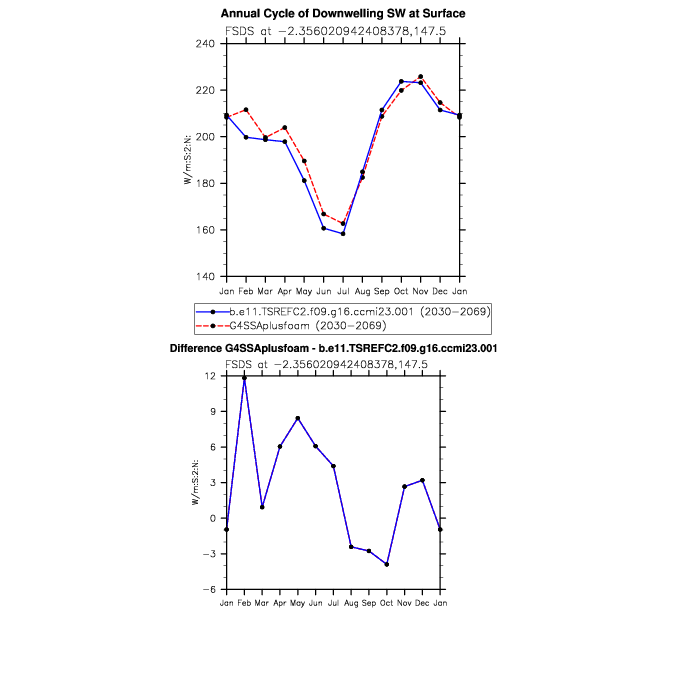 Annual Cycle of Downwelling SW at Surface
FSDS at −2.356020942408378,147.5
240
220
200
180
160
140
W/m:S:2:N:
Jan Feb Mar Apr May Jun Jul Aug Sep Oct Nov Dec Jan
b.e11.TSREFC2.f09.g16.ccmi23.001 (2030−2069)
G4SSAplusfoam (2030−2069)
Difference G4SSAplusfoam - b.e11.TSREFC2.f09.g16.ccmi23.001
FSDS at −2.356020942408378,147.5
12
9
6
3
0
−3
−6
W/m:S:2:N:
Jan Feb Mar Apr May Jun Jul Aug Sep Oct Nov Dec Jan